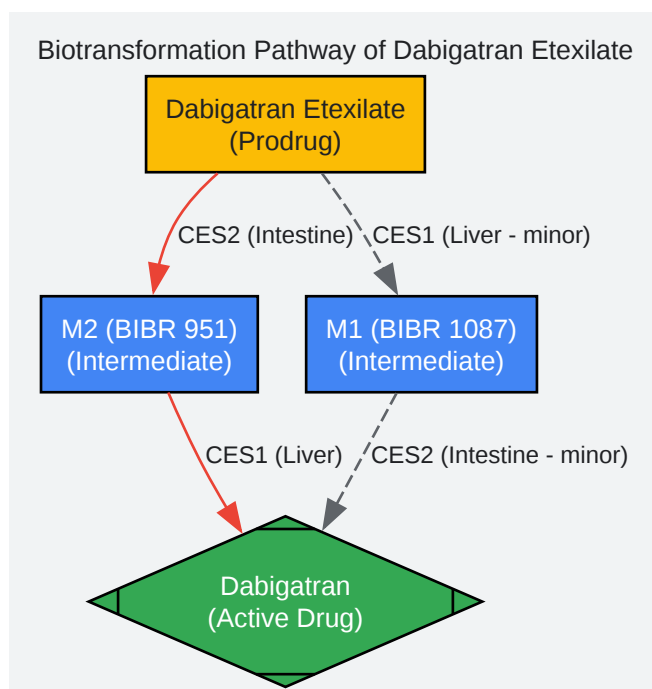 Biotransformation Pathway of Dabigatran Etexilate
Dabigatran Etexilate
(Prodrug)
CES2 (Intestine)
CES1 (Liver - minor)
M2 (BIBR 951)
(Intermediate)
M1 (BIBR 1087)
(Intermediate)
CES1 (Liver)
CES2 (Intestine - minor)
Dabigatran
(Active Drug)